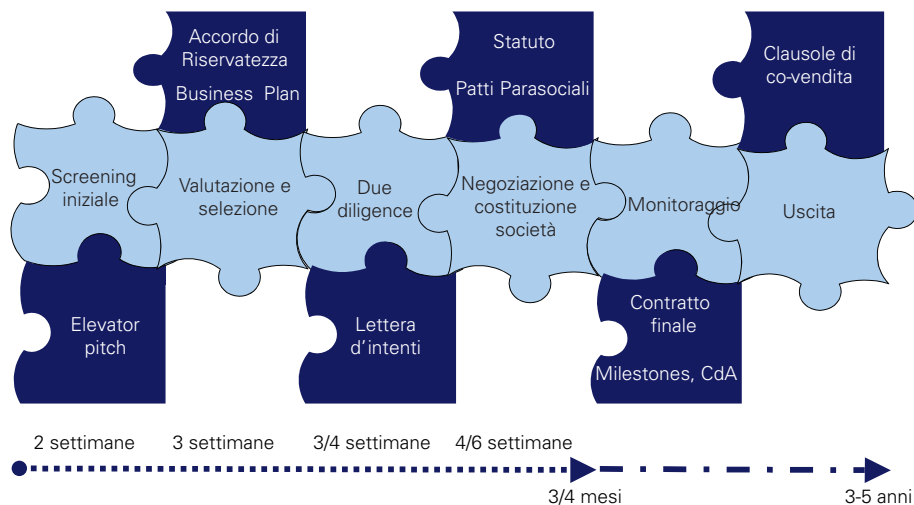 Accordo di
Riservatezza
Business Plan
Statuto
Patti Parasociali
Clausole di
co-vendita
Screening
iniziale
Valutazione e
selezione
Due
diligence
Negoziazione e
costituzione
società
Monitoraggio
Uscita
Elevator
pitch
Lettera
d'intenti
Contratto
finale
Milestones, CdA
2 settimane
3 settimane
3/4 settimane
4/6 settimane
3/4 mesi
3-5 anni